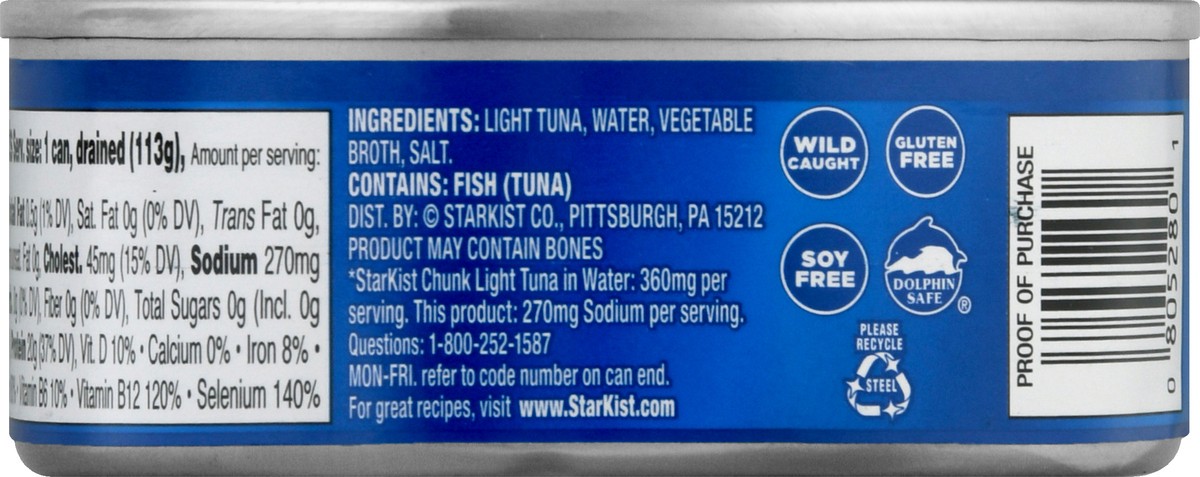 Serv. size: 1 can, drained (113g), Amount per serving:
Fat 0.5g (1% DV), Sat. Fat 0g (0% DV), Trans Fat 0g,
Fat 0g, Cholest. 45mg (15% DV), Sodium 270mg
(0% DV), Fiber 0g (0% DV), Total Sugars 0g (Incl. 0g
Protein 20g (37% DV), Vit. D 10% • Calcium 0% • Iron 8% •
Vitamin B6 10% • Vitamin B12 120% • Selenium 140%
INGREDIENTS: LIGHT TUNA, WATER, VEGETABLE
BROTH, SALT.
CONTAINS: FISH (TUNA)
DIST. BY: © STARKIST CO., PITTSBURGH, PA 15212
PRODUCT MAY CONTAIN BONES
*StarKist Chunk Light Tuna in Water: 360mg per
serving. This product: 270mg Sodium per serving.
Questions: 1-800-252-1587
MON-FRI. refer to code number on can end.
For great recipes, visit www.StarKist.com
WILD
CAUGHT
GLUTEN
FREE
SOY
FREE
DOLPHIN
SAFE
®
PLEASE
RECYCLE
STEEL
PROOF OF PURCHASE
0 8052801 1